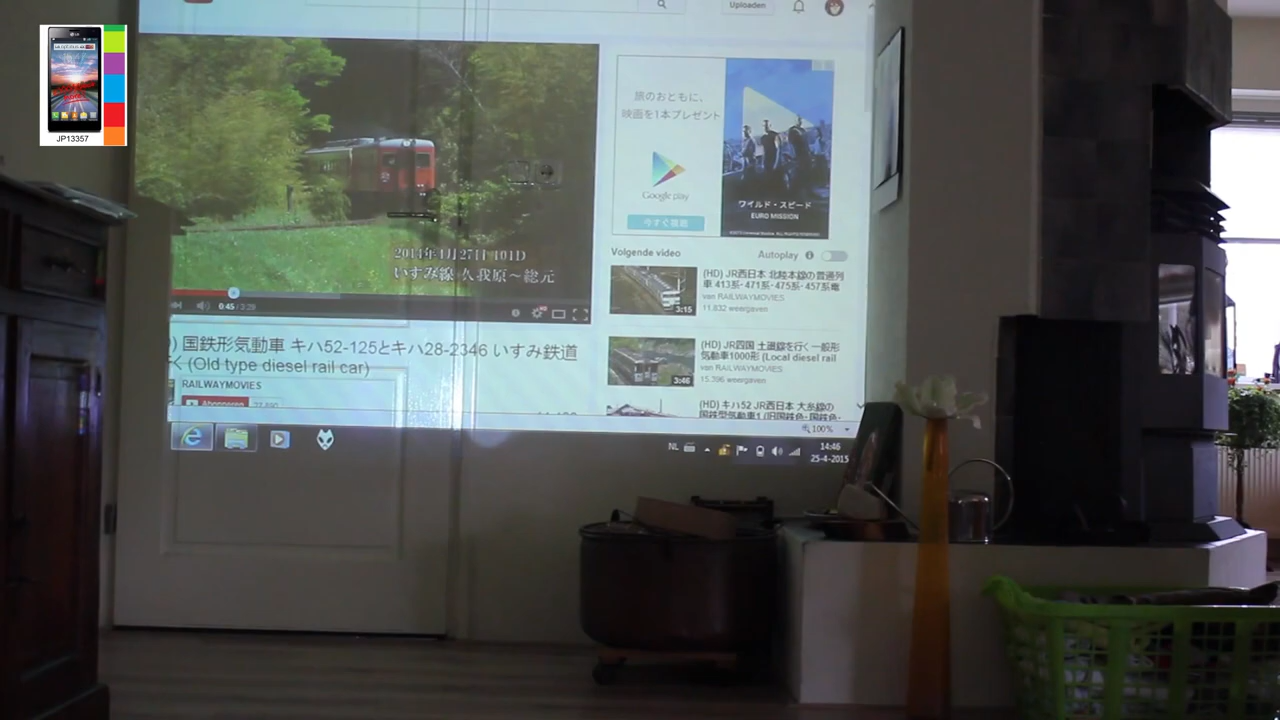 JP13357
Uploaden
旅のおともに、
映画を1本プレゼント
Google play
今すぐ視聴
ワイルド・スピード
EURO MISSION
2014年4月27日 101D
いすみ線 久我原～総元
0:45 / 3:29
) 国鉄形気動車 キハ52-125とキハ28-2346 いすみ鉄道
く (Old type diesel rail car)
RAILWAYMOVIES
Abonneren
Volgende video
Autoplay
(HD) JR西日本 北陸本線の普通列
車 413系・471系・475系・457系電
van RAILWAYMOVIES
11.832 weergaven
3:15
(HD) JR四国 土讃線を行く一般形
気動車1000形 (Local diesel rail
van RAILWAYMOVIES
15.396 weergaven
3:46
(HD) キハ52 JR西日本 大糸線の
国鉄型気動車1 (旧国鉄色・国鉄色・
100%
NL
14:46
25-4-2015